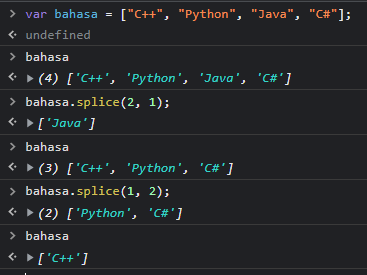 > var bahasa = ["C++", "Python", "Java", "C#"];
undefined
> bahasa
(4) ['C++', 'Python', 'Java', 'C#']
> bahasa.splice(2, 1);
['Java']
> bahasa
(3) ['C++', 'Python', 'C#']
> bahasa.splice(1, 2);
(2) ['Python', 'C#']
> bahasa
['C++']